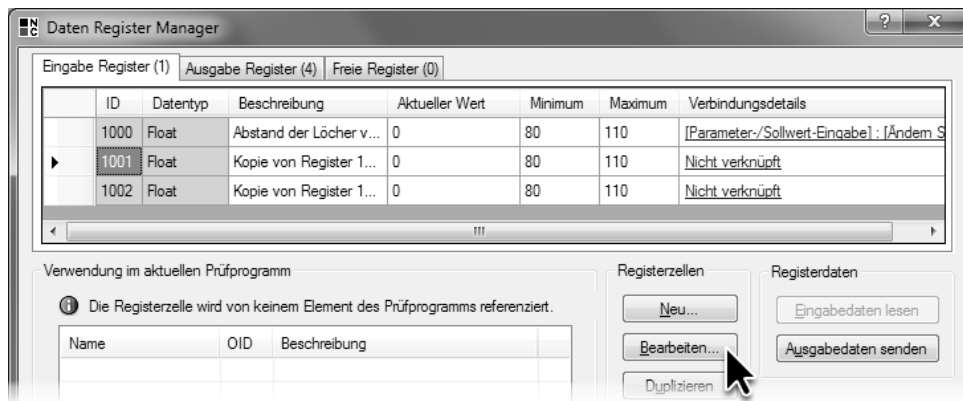 Daten Register Manager
Eingabe Register (1) Ausgabe Register (4) Freie Register (0)
ID Datentyp Beschreibung Aktueller Wert Minimum Maximum Verbindungsdetails
1000 Float Abstand der Löcher v... 0 80 110 [Parameter-/Sollwert-Eingabe] : [Ändern S
1001 Float Kopie von Register 1... 0 80 110 Nicht verknüpft
1002 Float Kopie von Register 1... 0 80 110 Nicht verknüpft
Verwendung im aktuellen Prüfprogramm Registerzellen Registerdaten
Die Registerzelle wird von keinem Element des Prüfprogramms referenziert. Neu... Eingabedaten lesen
Name OID Beschreibung Bearbeiten... Ausgabedaten senden
Duplizieren